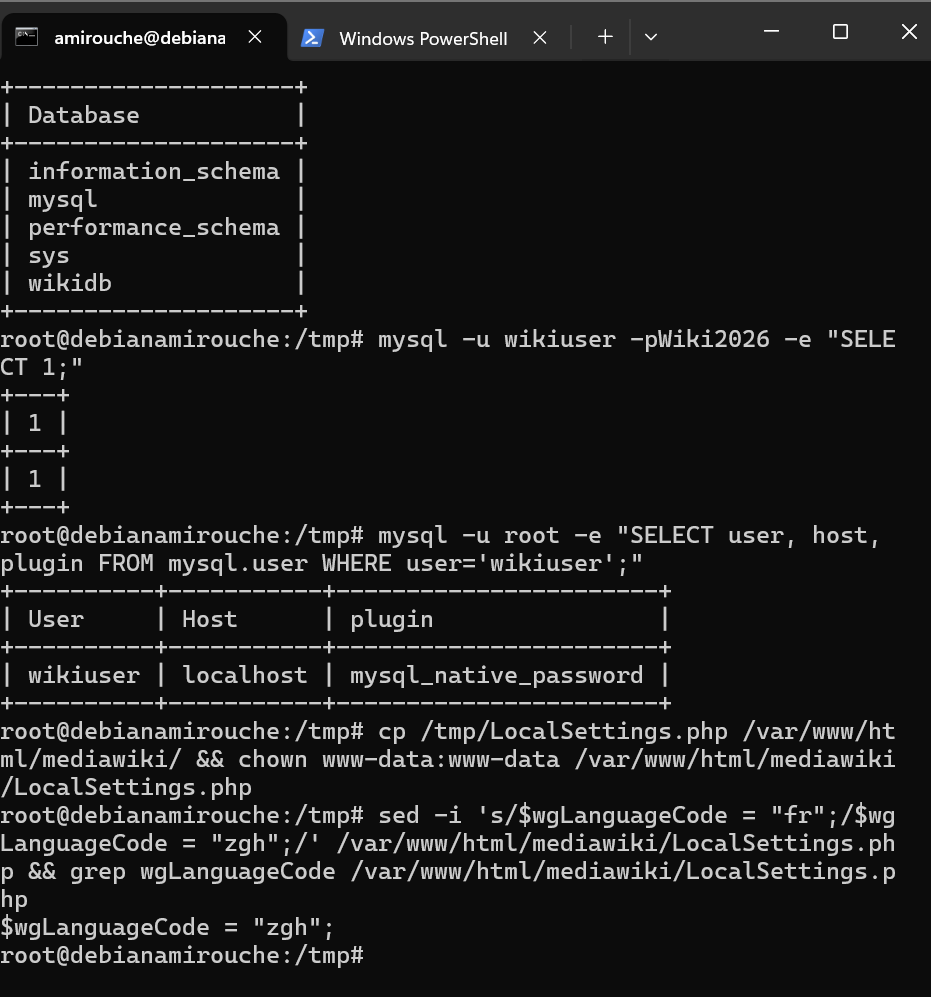 amirouche@debiana
Windows PowerShell
+--------------------+
| Database           |
+--------------------+
| information_schema |
| mysql              |
| performance_schema |
| sys                |
| wikidb             |
+--------------------+
root@debianamirouche:/tmp# mysql -u wikiuser -pWiki2026 -e "SELE
CT 1;"
+---+
| 1 |
+---+
| 1 |
+---+
root@debianamirouche:/tmp# mysql -u root -e "SELECT user, host,
plugin FROM mysql.user WHERE user='wikiuser';"
+----------+-----------+-----------------------+
| User     | Host      | plugin                |
+----------+-----------+-----------------------+
| wikiuser | localhost | mysql_native_password |
+----------+-----------+-----------------------+
root@debianamirouche:/tmp# cp /tmp/LocalSettings.php /var/www/ht
ml/mediawiki/ && chown www-data:www-data /var/www/html/mediawiki
/LocalSettings.php
root@debianamirouche:/tmp# sed -i 's/$wgLanguageCode = "fr";/$wg
LanguageCode = "zgh";/' /var/www/html/mediawiki/LocalSettings.ph
p && grep wgLanguageCode /var/www/html/mediawiki/LocalSettings.p
hp
$wgLanguageCode = "zgh";
root@debianamirouche:/tmp#